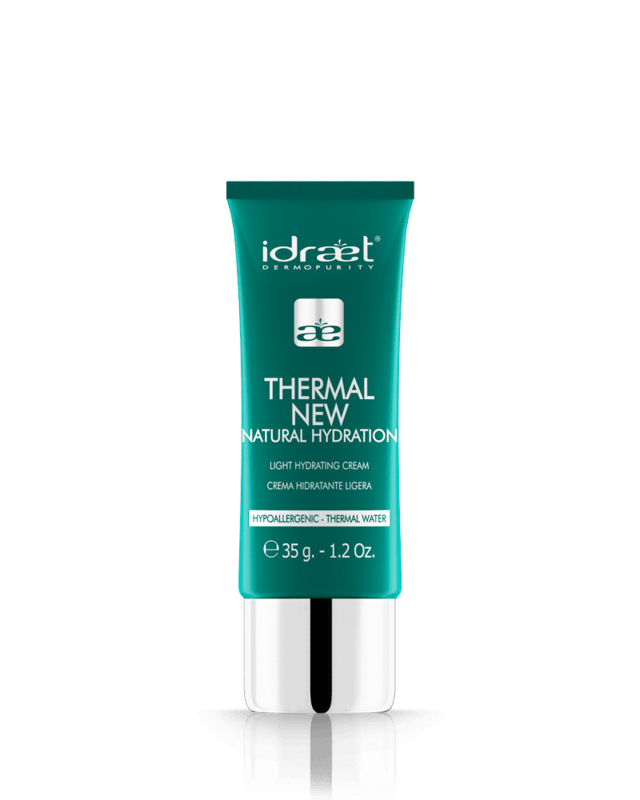 idraet®
DERMOPURITY
ae
THERMAL
NEW
NATURAL HYDRATION
LIGHT HYDRATING CREAM
CREMA HIDRATANTE LIGERA
HYPOALLERGENIC - THERMAL WATER
℮ 35 g. - 1.2 Oz.